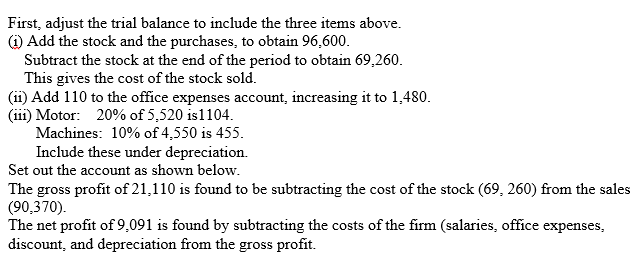 First, adjust the trial balance to include the three items above.
(i) Add the stock and the purchases, to obtain 96,600.
Subtract the stock at the end of the period to obtain 69,260.
This gives the cost of the stock sold.
(ii) Add 110 to the office expenses account, increasing it to 1,480.
(iii) Motor: 20% of 5,520 is1104.
Machines: 10% of 4,550 is 455.
Include these under depreciation.
Set out the account as shown below.
The gross profit of 21,110 is found to be subtracting the cost of the stock (69, 260) from the sales
(90,370).
The net profit of 9,091 is found by subtracting the costs of the firm (salaries, office expenses,
discount, and depreciation from the gross profit.